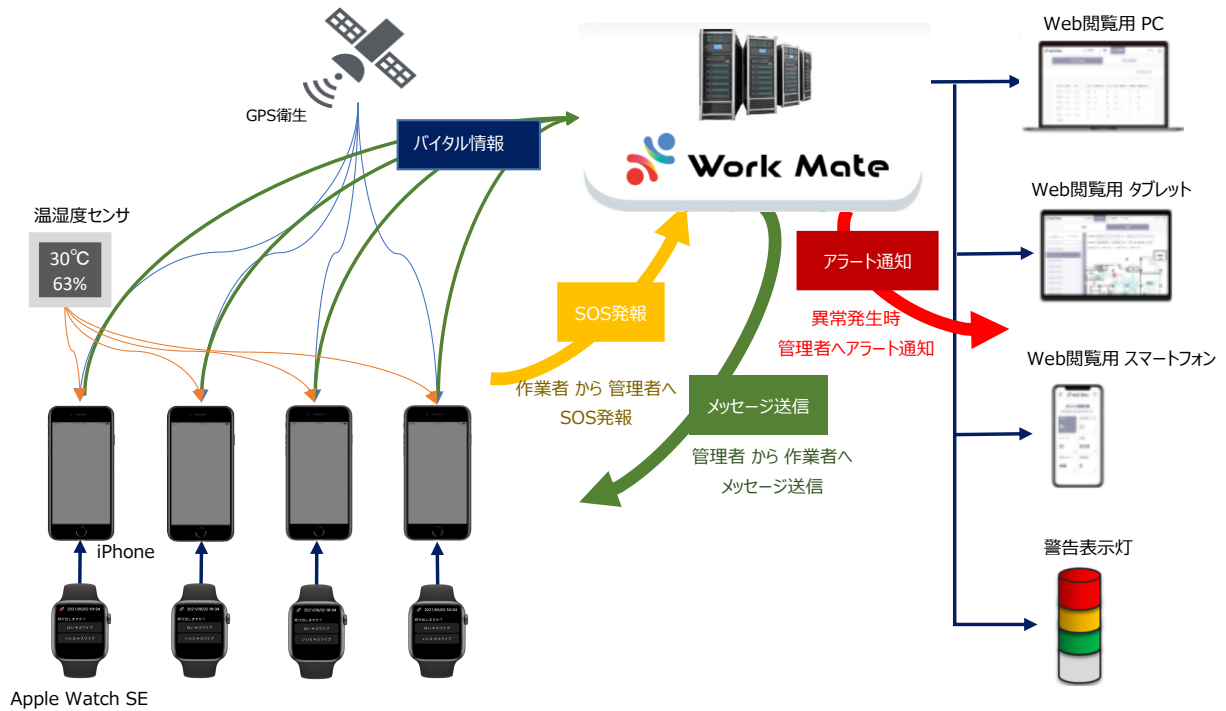 GPS衛生
バイタル情報
Work Mate
温湿度センサ
30℃
63%
SOS発報
作業者 から 管理者へ
SOS発報
アラート通知
異常発生時
管理者へアラート通知
メッセージ送信
管理者 から 作業者へ
メッセージ送信
Web閲覧用 PC
Web閲覧用 タブレット
Web閲覧用 スマートフォン
警告表示灯
iPhone
Apple Watch SE